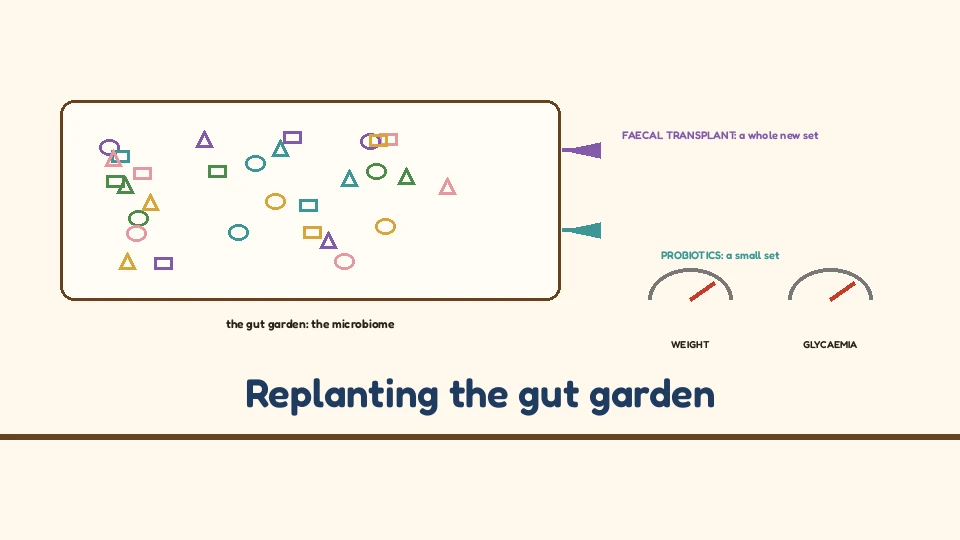 FAECAL TRANSPLANT: a whole new set
PROBIOTICS: a small set
the gut garden: the microbiome
WEIGHT
GLYCAEMIA
Replanting the gut garden